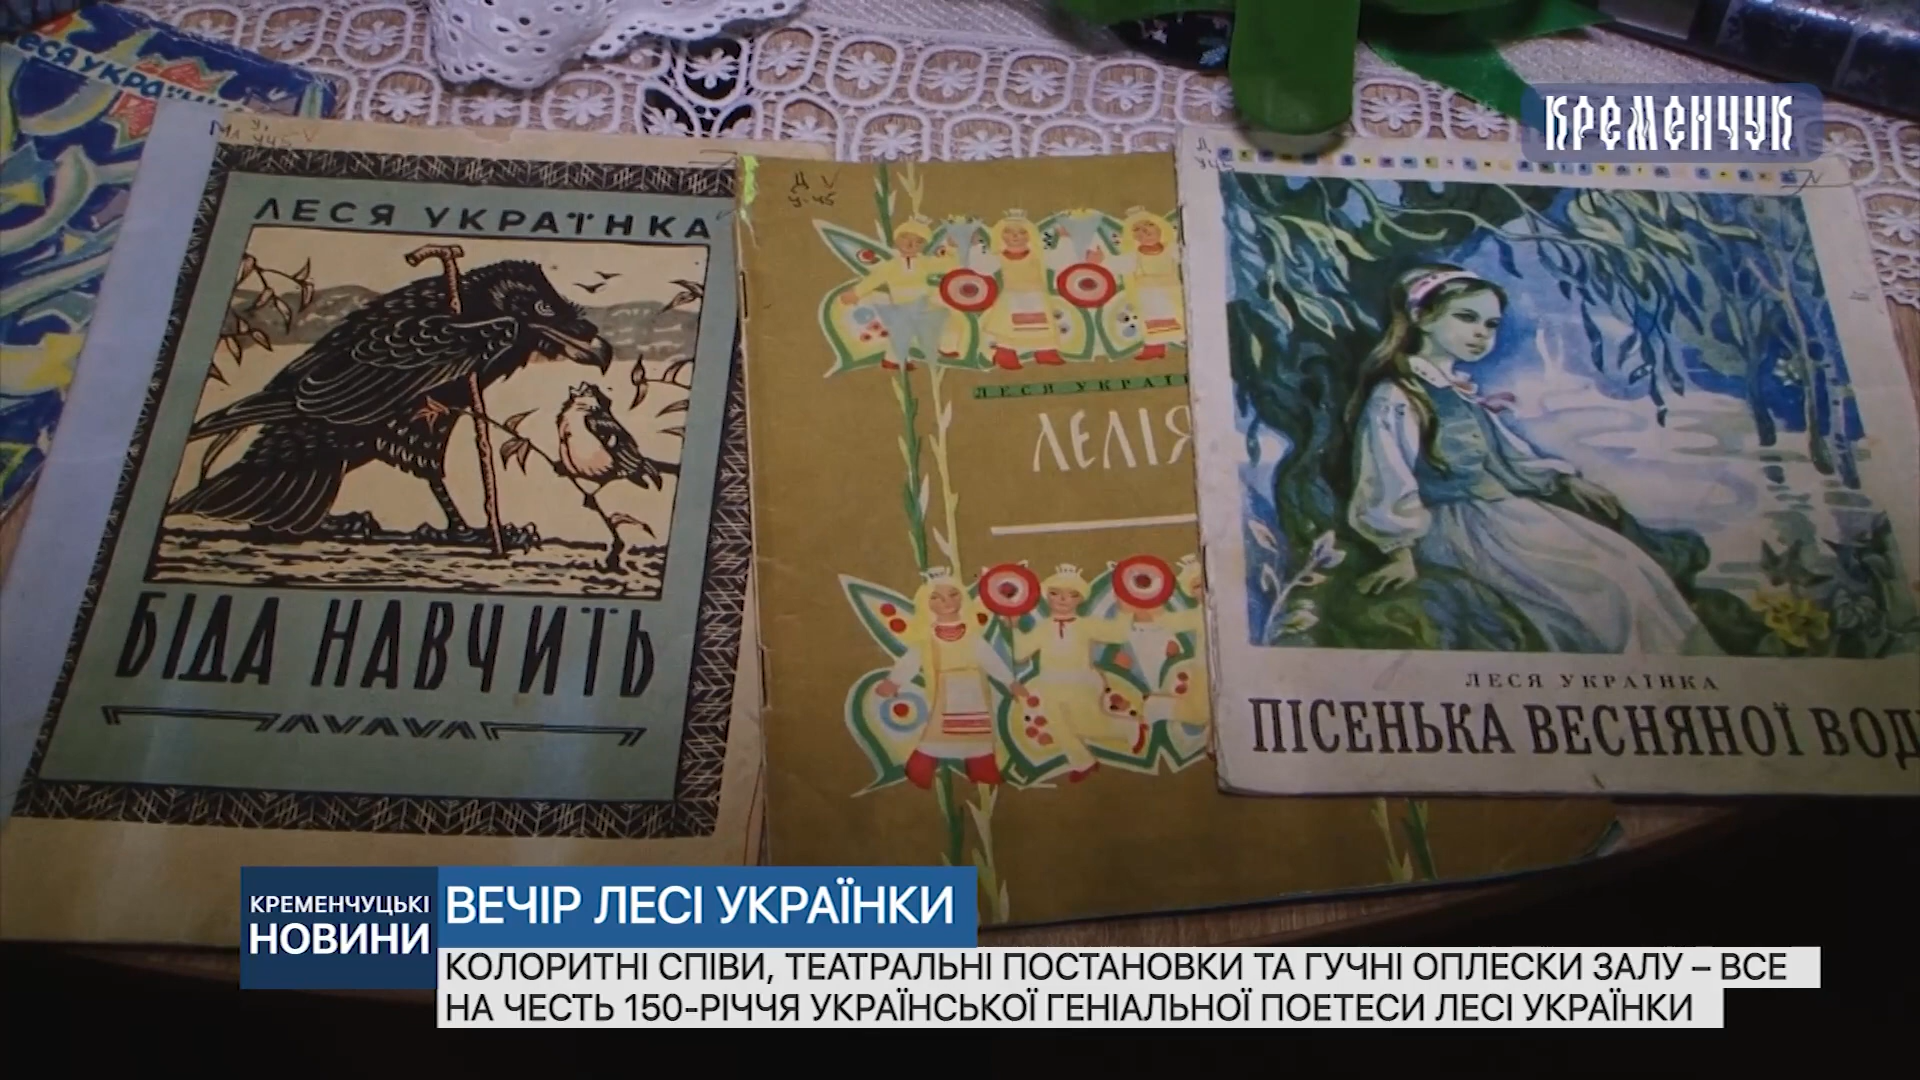 КРЕМЕНЧУК
ЛЕСЯ УКРАЇНКА
БІДА НАВЧИТЬ
ЛЕЛІЯ
ЛЕСЯ УКРАЇНКА
ПІСЕНЬКА ВЕСНЯНОЇ
КРЕМЕНЧУЦЬКІ
НОВИНИ
ВЕЧІР ЛЕСІ УКРАЇНКИ
КОЛОРИТНІ СПІВИ, ТЕАТРАЛЬНІ ПОСТАНОВКИ ТА ГУЧНІ ОПЛЕСКИ ЗАЛУ – ВСЕ
НА ЧЕСТЬ 150-РІЧЧЯ УКРАЇНСЬКОЇ ГЕНІАЛЬНОЇ ПОЕТЕСИ ЛЕСІ УКРАЇНКИ